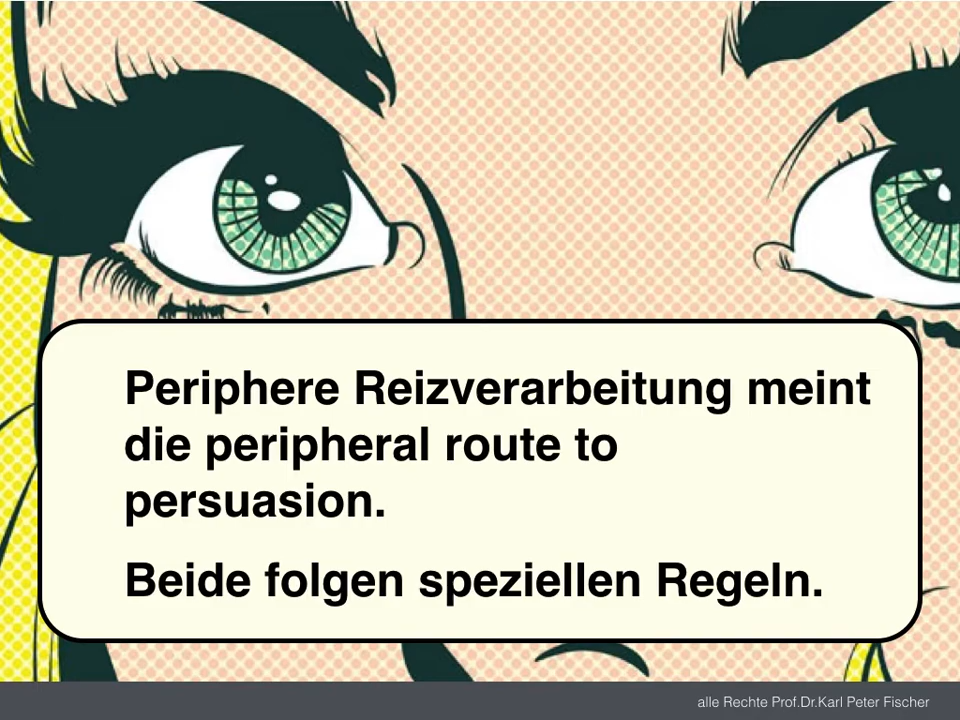 Periphere Reizverarbeitung meint
die peripheral route to
persuasion.
Beide folgen speziellen Regeln.
alle Rechte Prof.Dr.Karl Peter Fischer